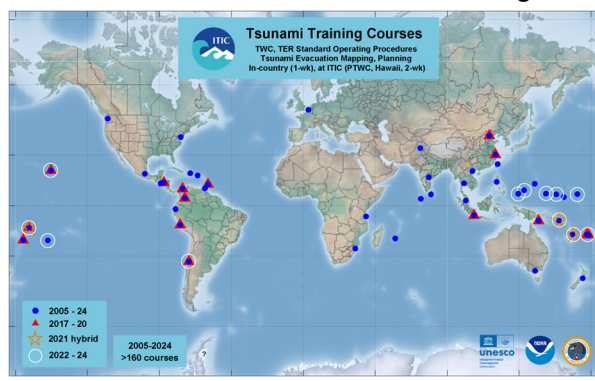 ITIC
Tsunami Training Courses
TWC, TER Standard Operating Procedures
Tsunami Evacuation Mapping, Planning
In-country (1-wk), at ITIC (PTWC, Hawaii, 2-wk)
2005 - 24
2017 - 20
2021 hybrid
2022 - 24
2005-2024
>160 courses
?
unesco
NOAA